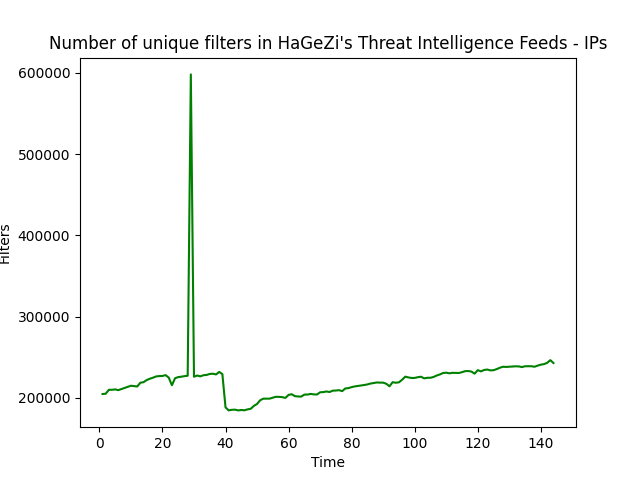 Number of unique filters in HaGeZi's Threat Intelligence Feeds - IPs
600000
500000
400000
300000
200000
Filters
0 20 40 60 80 100 120 140
Time